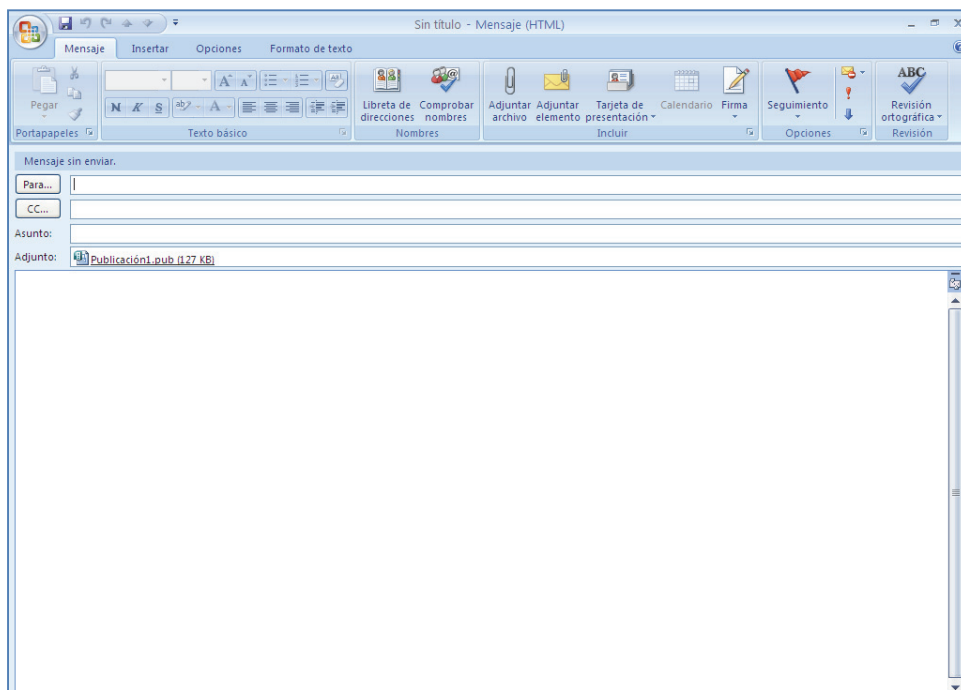 Sin título - Mensaje (HTML)
Mensaje Insertar Opciones Formato de texto
Pegar
N K S ab A
Libreta de direcciones
Comprobar nombres
Adjuntar archivo
Adjuntar elemento
Tarjeta de presentación
Calendario
Firma
Seguimiento
ABC
Revisión ortográfica
Portapapeles Texto básico Nombres Incluir Opciones Revisión
Mensaje sin enviar.
Para...
CC...
Asunto:
Adjunto: Publicación1.pub (127 KB)